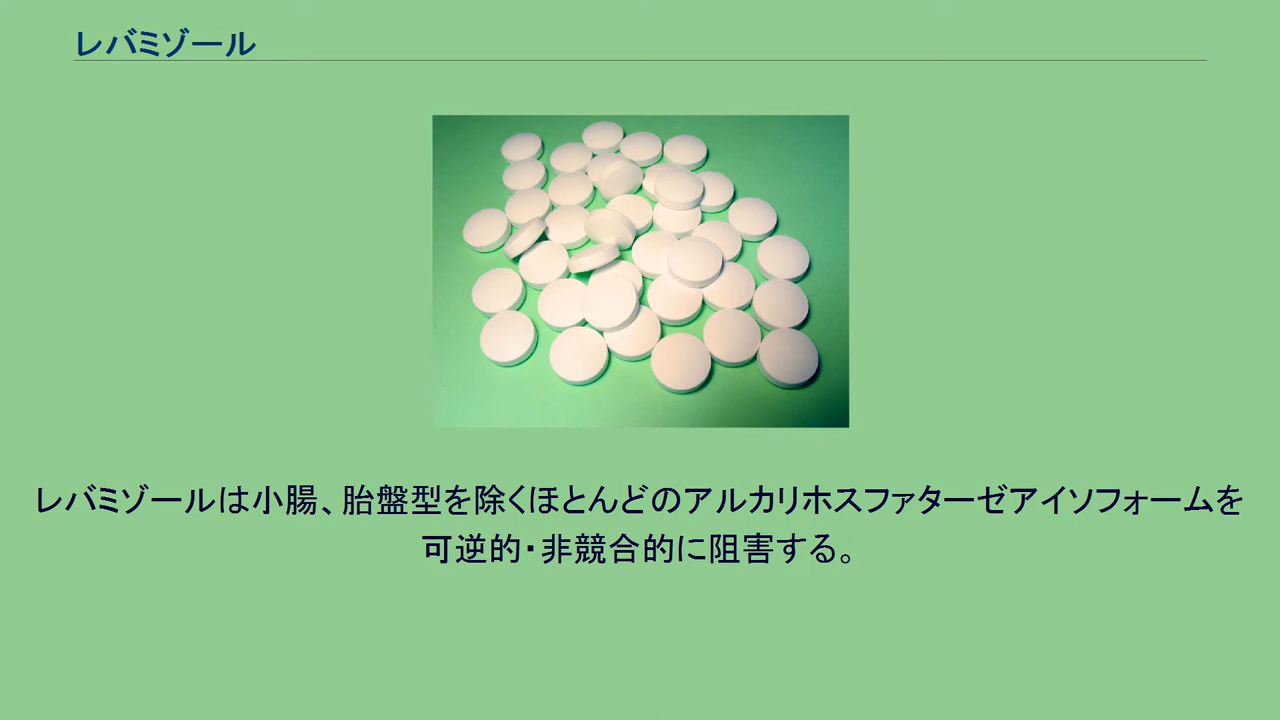 レバミゾール
レバミゾールは小腸、胎盤型を除くほとんどのアルカリホスファターゼアイソフォームを
可逆的・非競合的に阻害する。